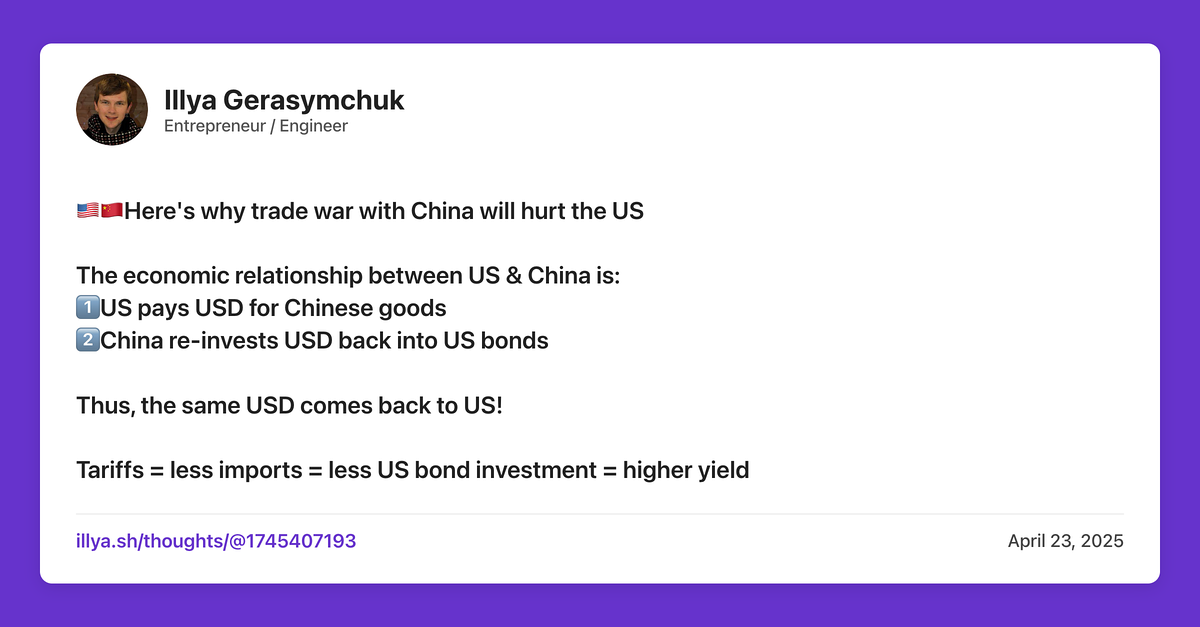 Illya Gerasymchuk
Entrepreneur / Engineer
🇺🇸🇨🇳Here's why trade war with China will hurt the US
The economic relationship between US & China is:
1️⃣US pays USD for Chinese goods
2️⃣China re-invests USD back into US bonds
Thus, the same USD comes back to US!
Tariffs = less imports = less US bond investment = higher yield
illya.sh/thoughts/@1745407193
April 23, 2025